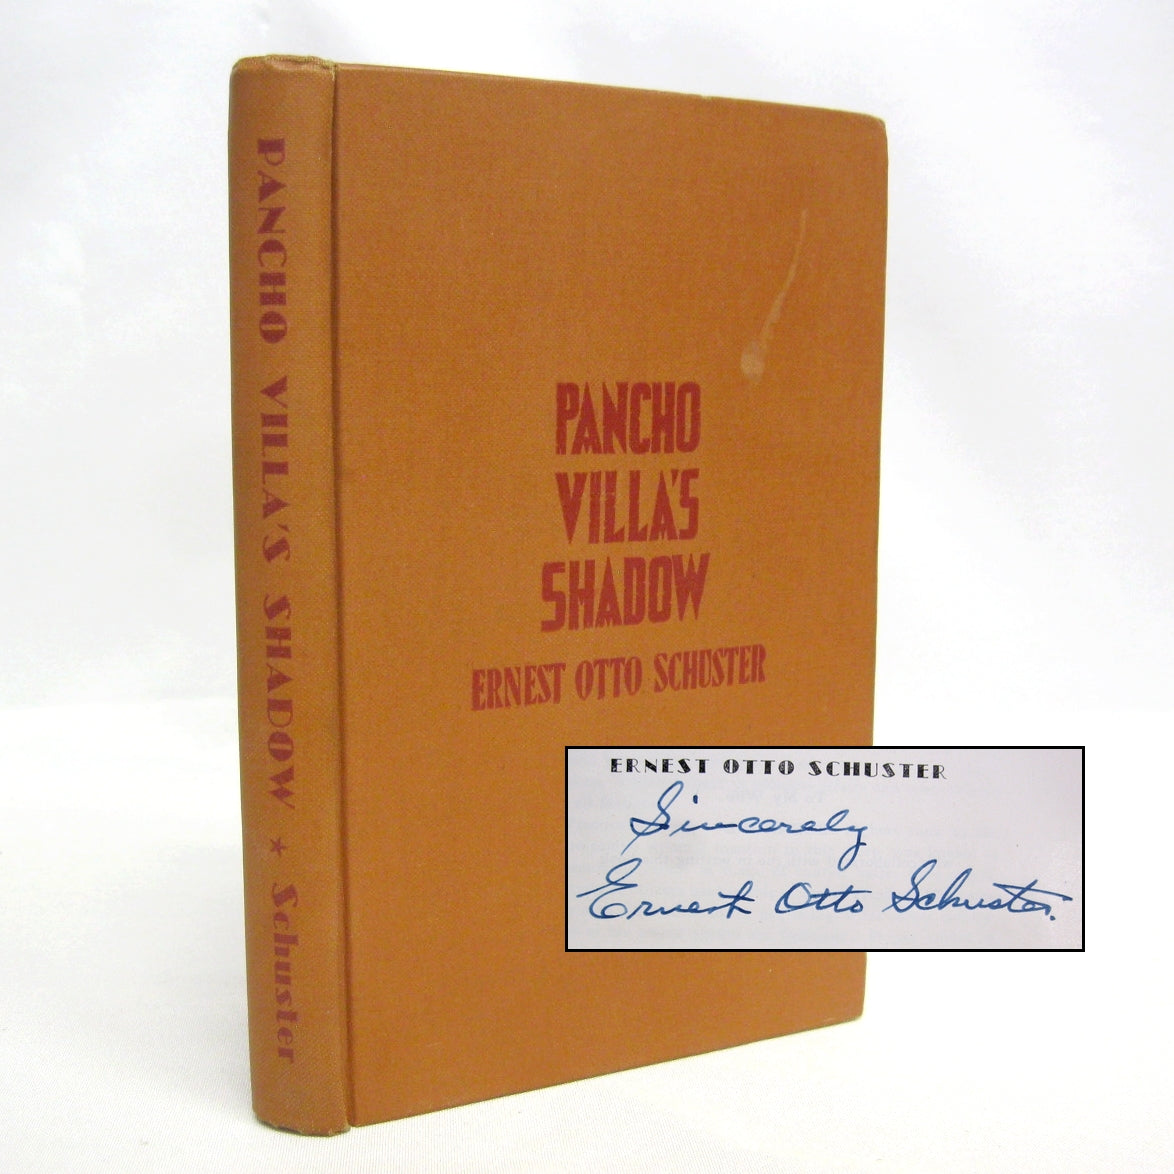 PANCHO VILLA'S SHADOW ★ Schuster
PANCHO
VILLA'S
SHADOW
ERNEST OTTO SCHUSTER
ERNEST OTTO SCHUSTER
Sincerely
Ernest Otto Schuster.